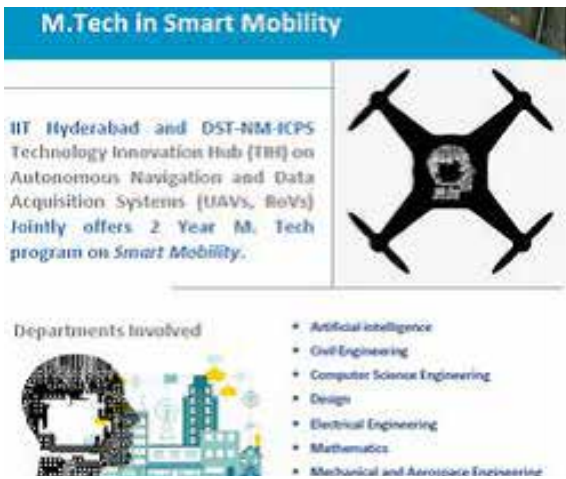 M.Tech in Smart Mobility
IIT Hyderabad and DST-NM-ICPS
Technology Innovation Hub (TIH) on
Autonomous Navigation and Data
Acquisition Systems (UAVs, RoVs)
Jointly offers 2 Year M. Tech
program on Smart Mobility.
Departments Involved
• Artificial intelligence
• Civil Engineering
• Computer Science Engineering
• Design
• Electrical Engineering
• Mathematics
• Mechanical and Aerospace Engineering